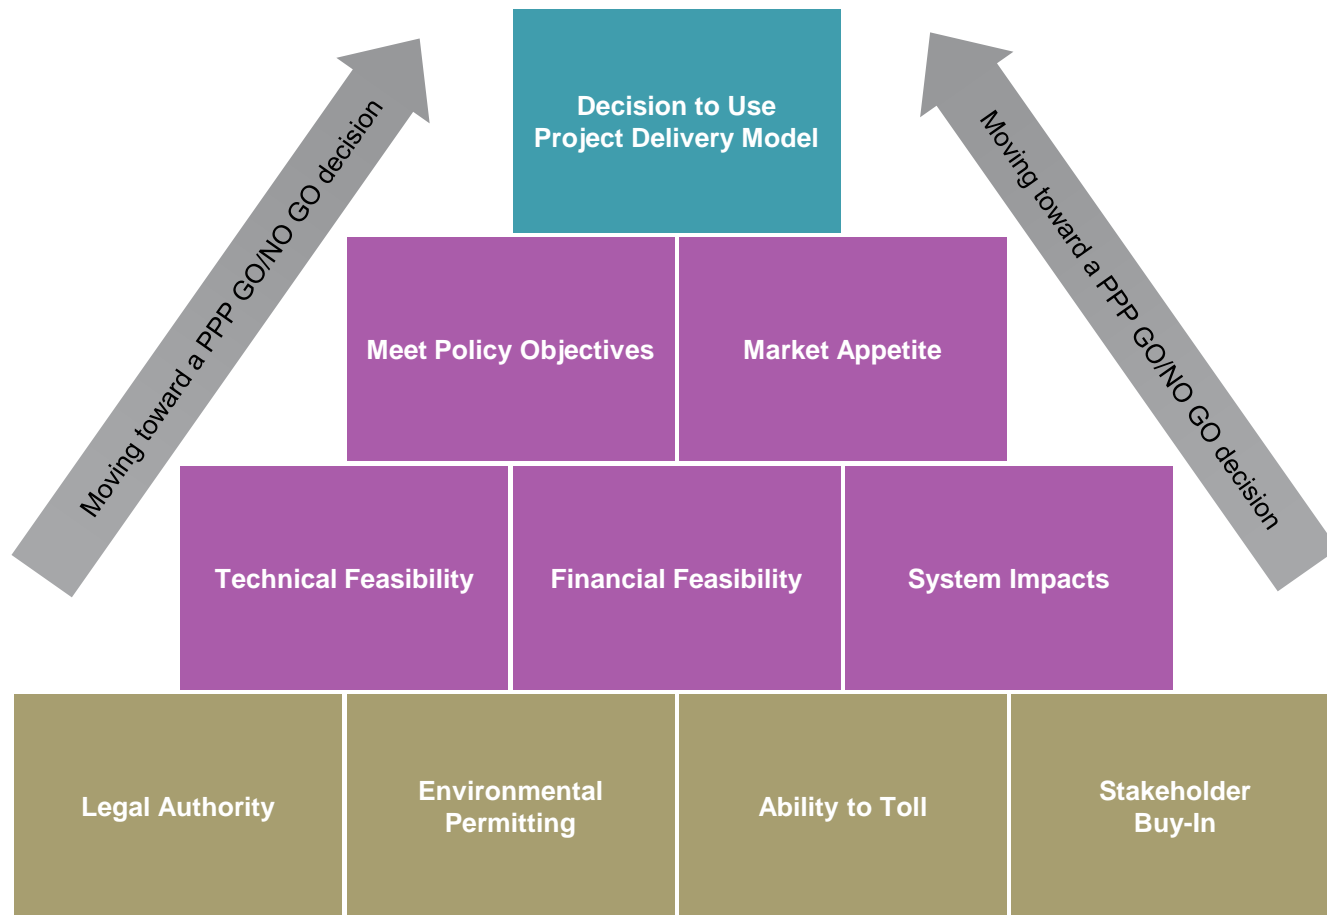 Decision to Use
Project Delivery Model
Moving toward a PPP GO/NO GO decision
Moving toward a PPP GO/NO GO decision
Meet Policy Objectives
Market Appetite
Technical Feasibility
Financial Feasibility
System Impacts
Legal Authority
Environmental
Permitting
Ability to Toll
Stakeholder
Buy-In